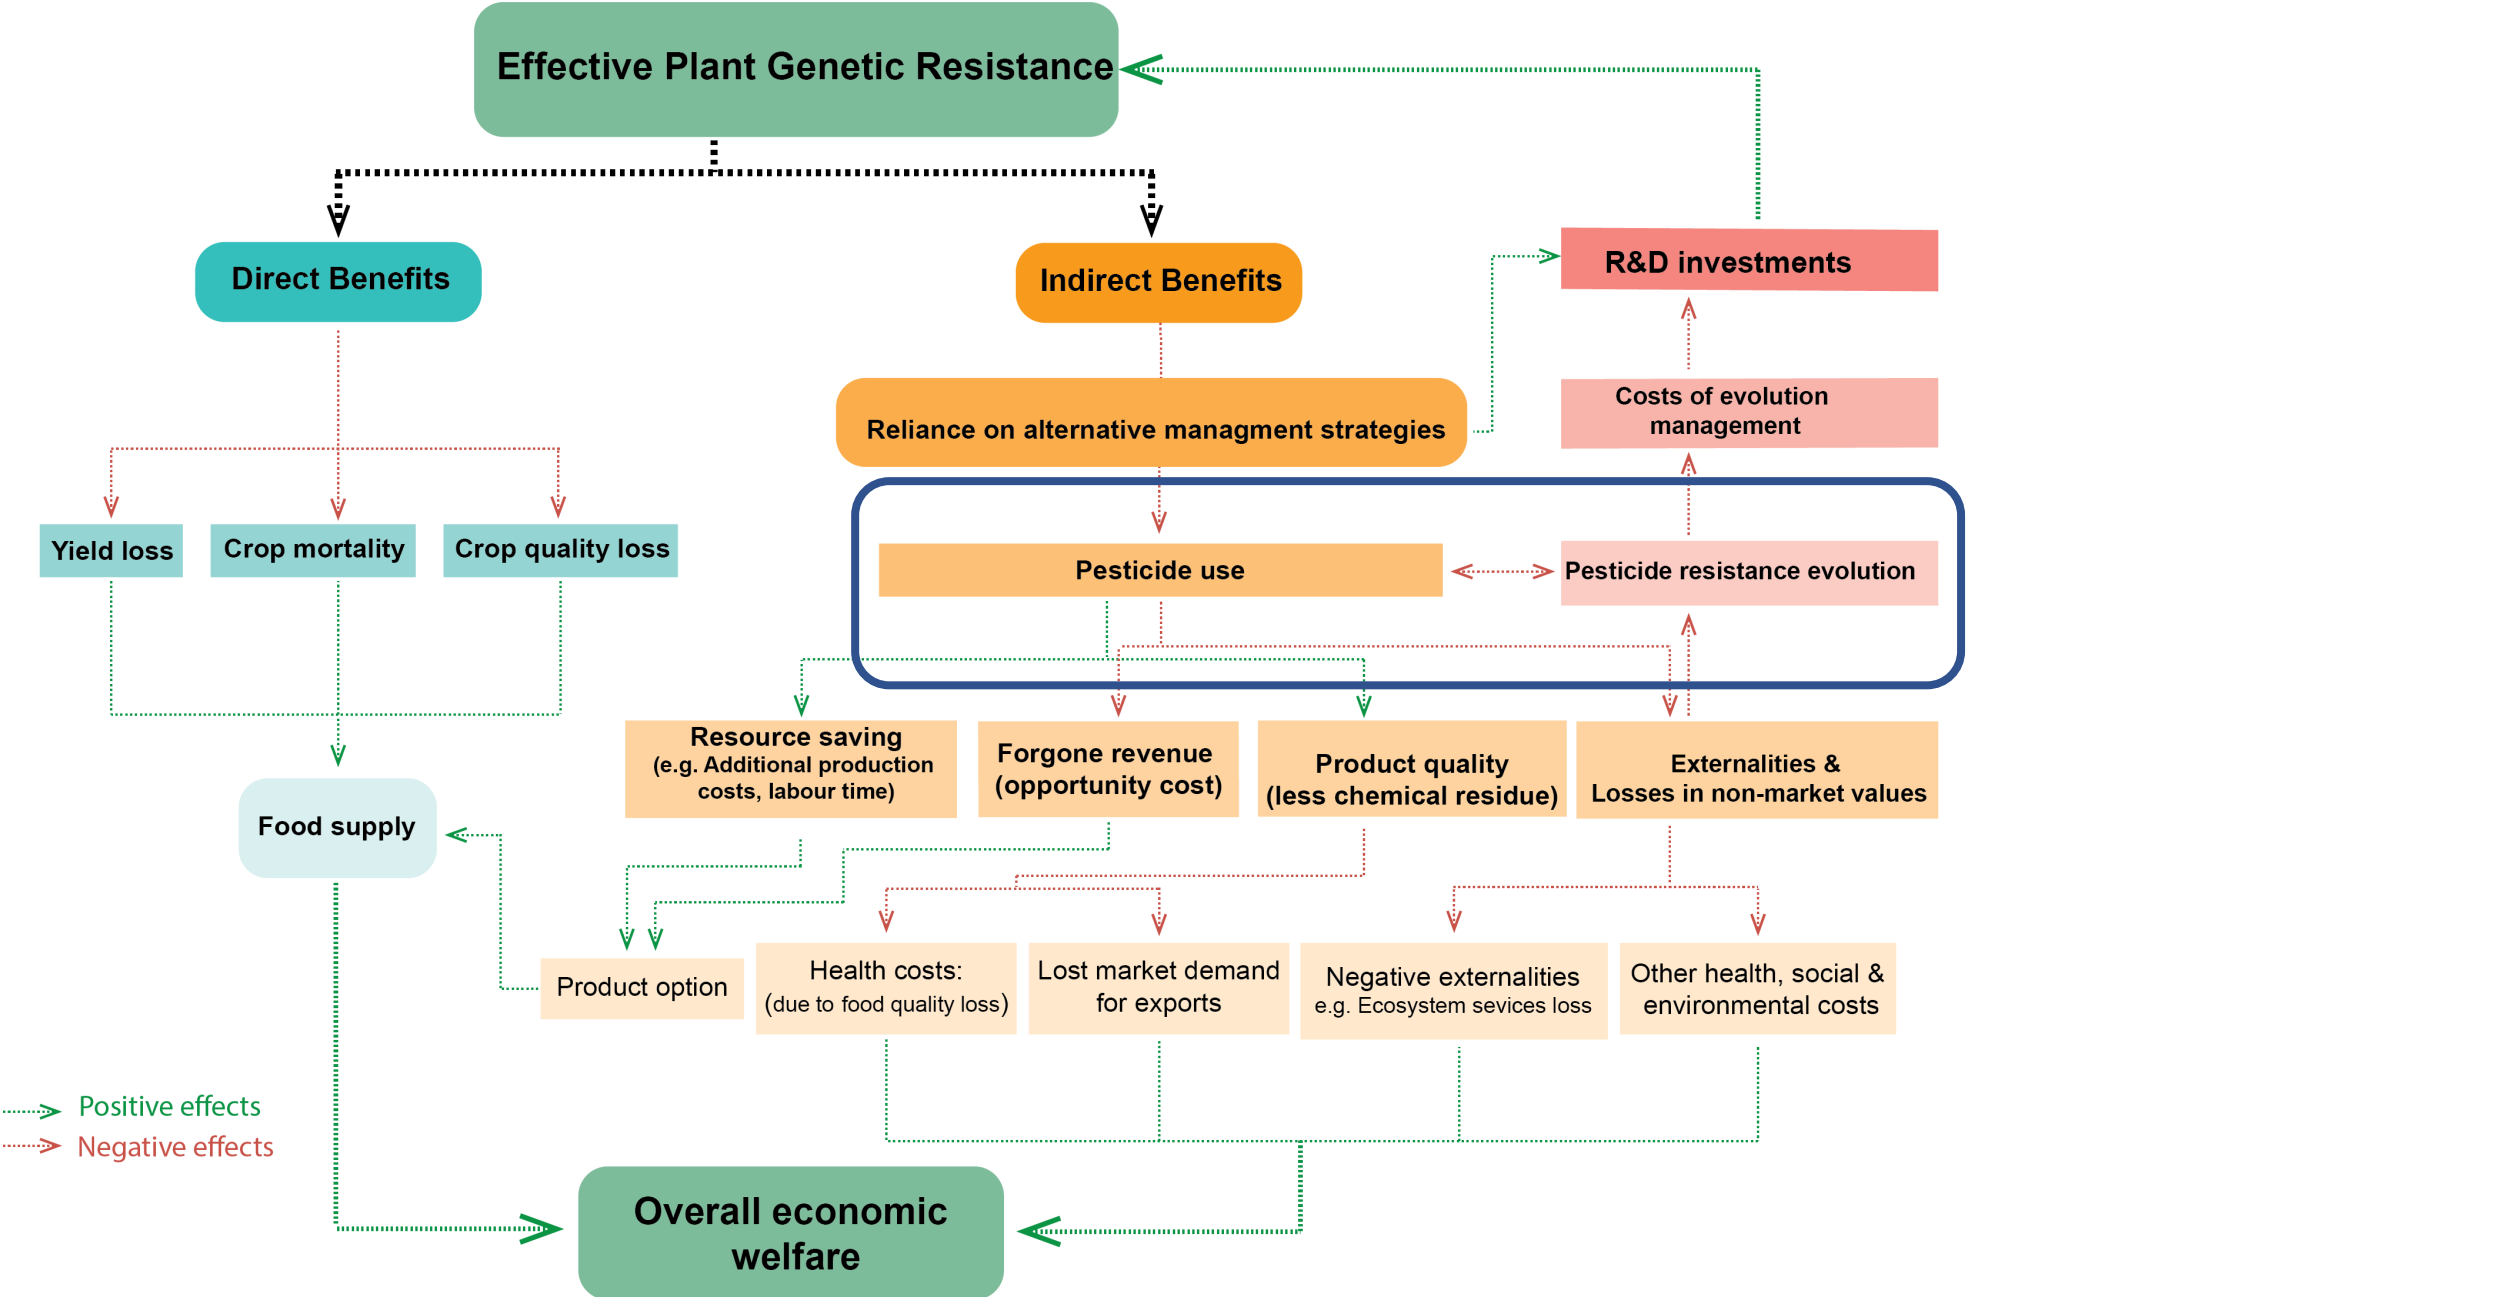 Effective Plant Genetic Resistance
Direct Benefits
Indirect Benefits
R&D investments
Reliance on alternative managment strategies
Costs of evolution
management
Yield loss
Crop mortality
Crop quality loss
Pesticide use
Pesticide resistance evolution
Resource saving
(e.g. Additional production
costs, labour time)
Forgone revenue
(opportunity cost)
Product quality
(less chemical residue)
Externalities &
Losses in non-market values
Food supply
Product option
Health costs:
(due to food quality loss)
Lost market demand
for exports
Negative externalities
e.g. Ecosystem sevices loss
Other health, social &
environmental costs
Positive effects
Negative effects
Overall economic
welfare